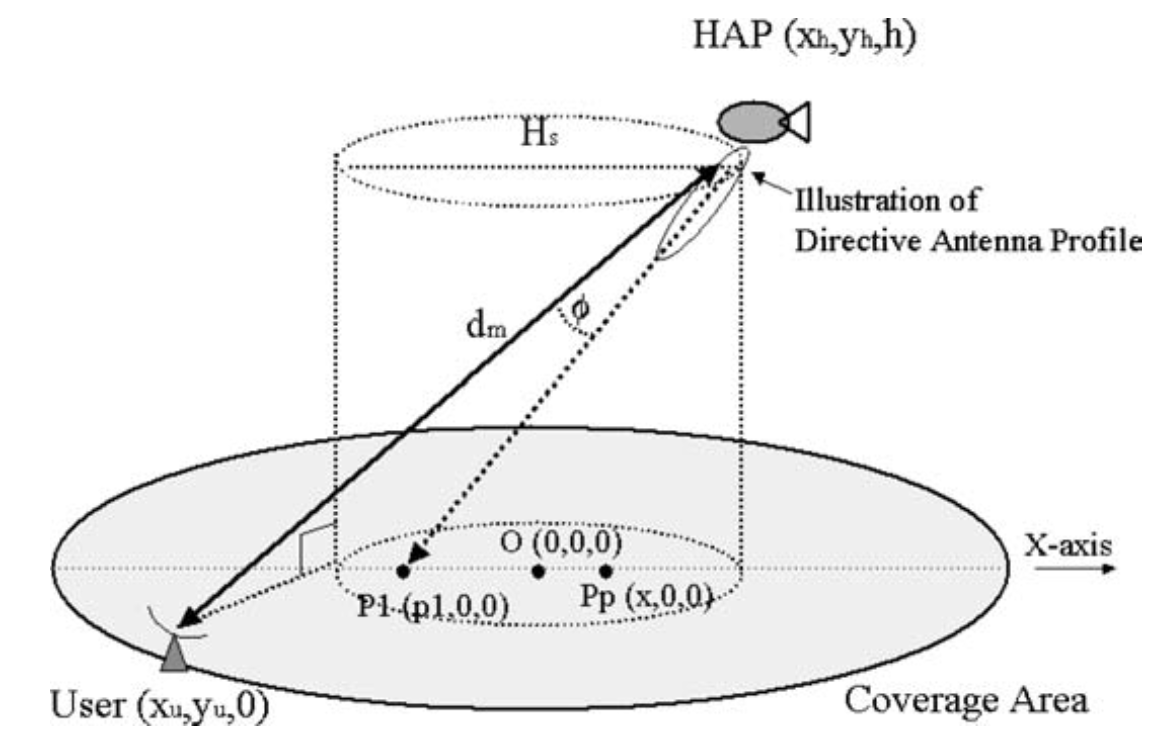 HAP (xh,yh,h)
Hs
Illustration of
Directive Antenna Profile
dm
ϕ
O (0,0,0)
X-axis
P1 (p1,0,0)
Pp (x,0,0)
User (xu,yu,0)
Coverage Area